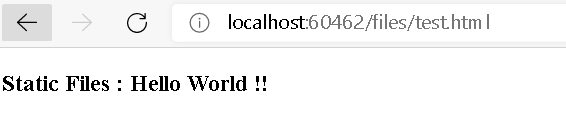 localhost:60462/files/test.html
Static Files : Hello World !!